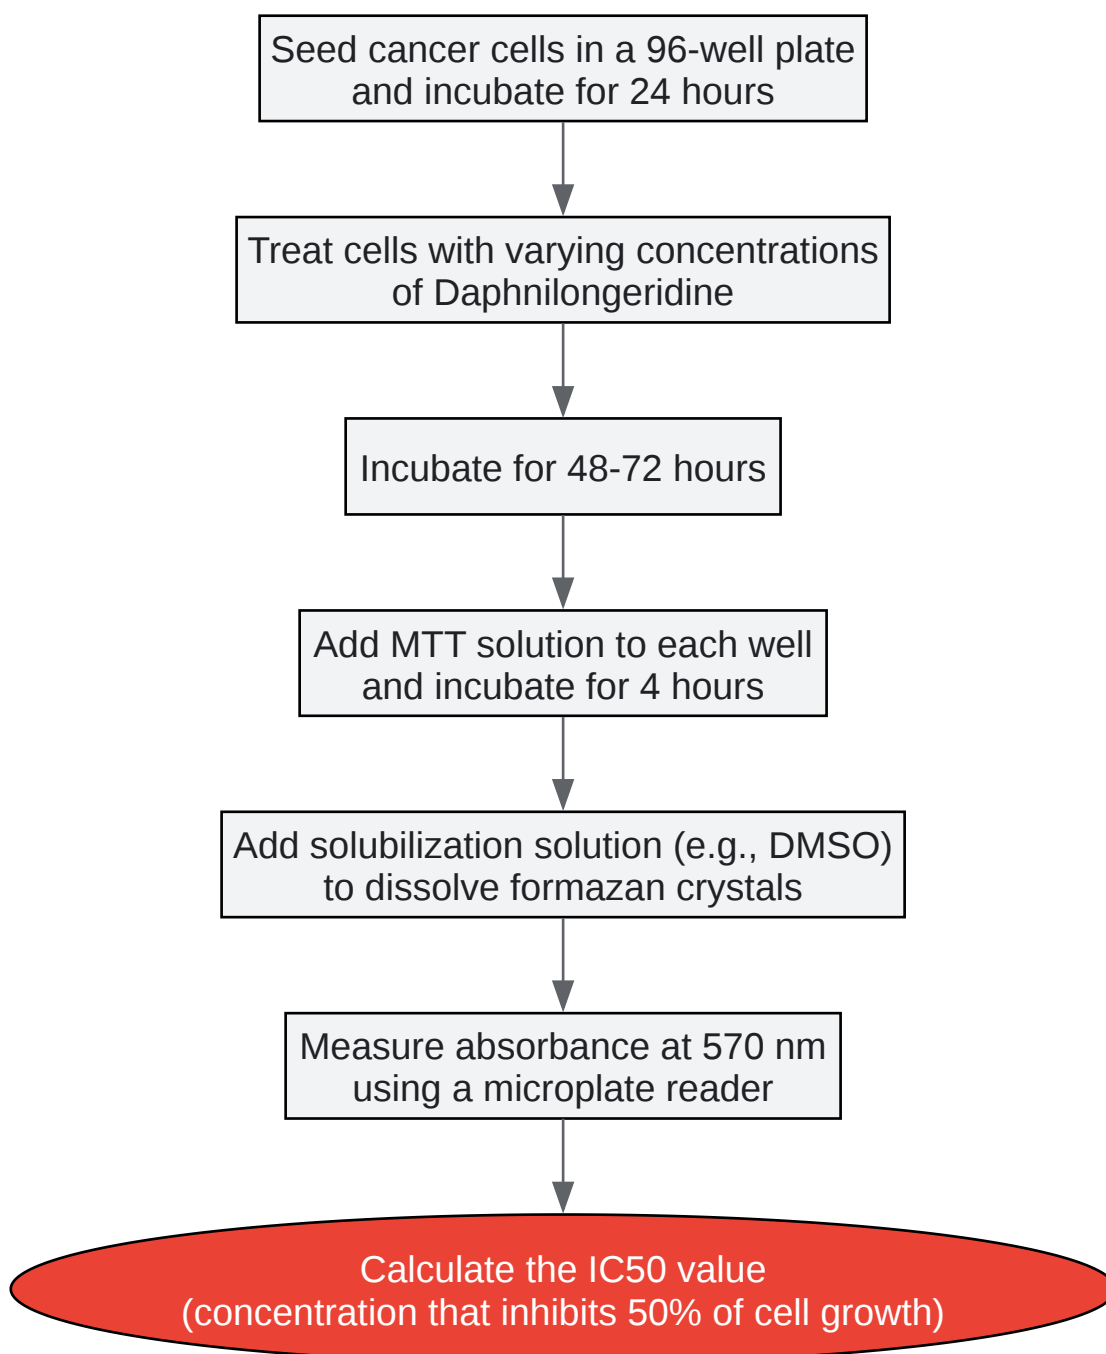 Seed cancer cells in a 96-well plate
and incubate for 24 hours
Treat cells with varying concentrations
of Daphnilongeridine
Incubate for 48-72 hours
Add MTT solution to each well
and incubate for 4 hours
Add solubilization solution (e.g., DMSO)
to dissolve formazan crystals
Measure absorbance at 570 nm
using a microplate reader
Calculate the IC50 value
(concentration that inhibits 50% of cell growth)